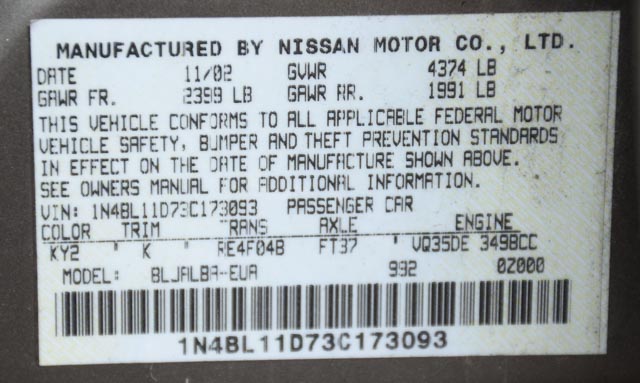 MANUFACTURED BY NISSAN MOTOR CO., LTD.
DATE 11/02 GVWR 4374 LB
GAWR FR. 2399 LB GAWR RR. 1991 LB
THIS VEHICLE CONFORMS TO ALL APPLICABLE FEDERAL MOTOR
VEHICLE SAFETY, BUMPER AND THEFT PREVENTION STANDARDS
IN EFFECT ON THE DATE OF MANUFACTURE SHOWN ABOVE.
SEE OWNERS MANUAL FOR ADDITIONAL INFORMATION.
VIN: 1N4BL11D73C173093 PASSENGER CAR
COLOR TRIM TRANS AXLE ENGINE
KY2 " K " RE4F04B FT37 " VQ35DE 3498CC
MODEL: BLJALBA-EUA 992 0Z000
1N4BL11D73C173093